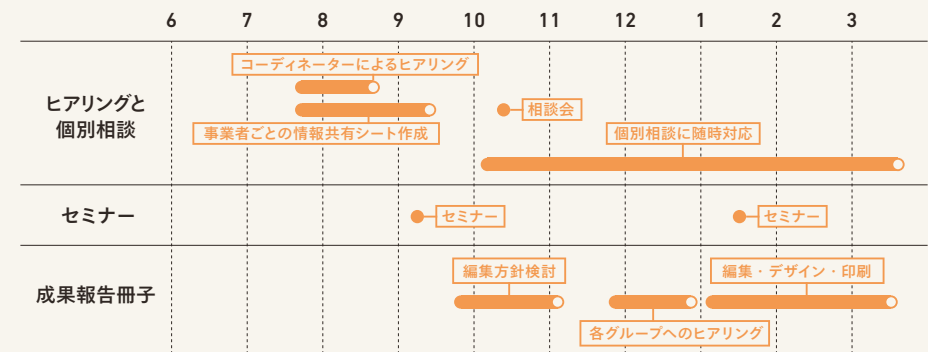 6 7 8 9 10 11 12 1 2 3
ヒアリングと
個別相談
コーディネーターによるヒアリング
事業者ごとの情報共有シート作成
相談会
個別相談に随時対応
セミナー
セミナー
セミナー
成果報告冊子
編集方針検討
各グループへのヒアリング
編集・デザイン・印刷